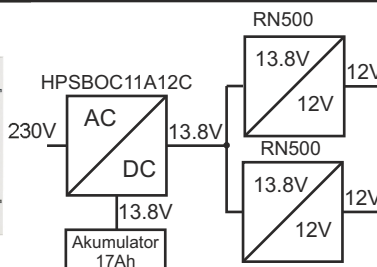 RN500
13.8V
12V
12V
HPSBOC11A12C
AC
DC
230V
13.8V
13.8V
Akumulator
17Ah
RN500
13.8V
12V
12V